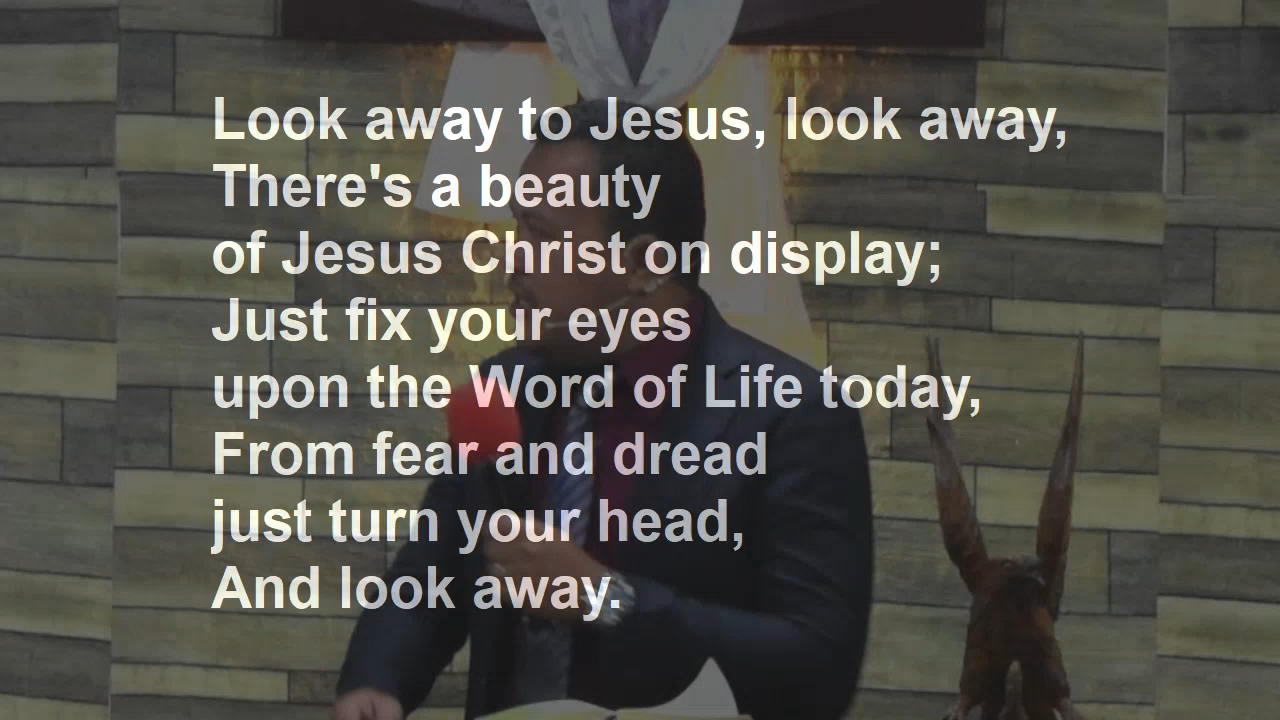 Look away to Jesus, look away,
There's a beauty
of Jesus Christ on display;
Just fix your eyes
upon the Word of Life today,
From fear and dread
just turn your head,
And look away.